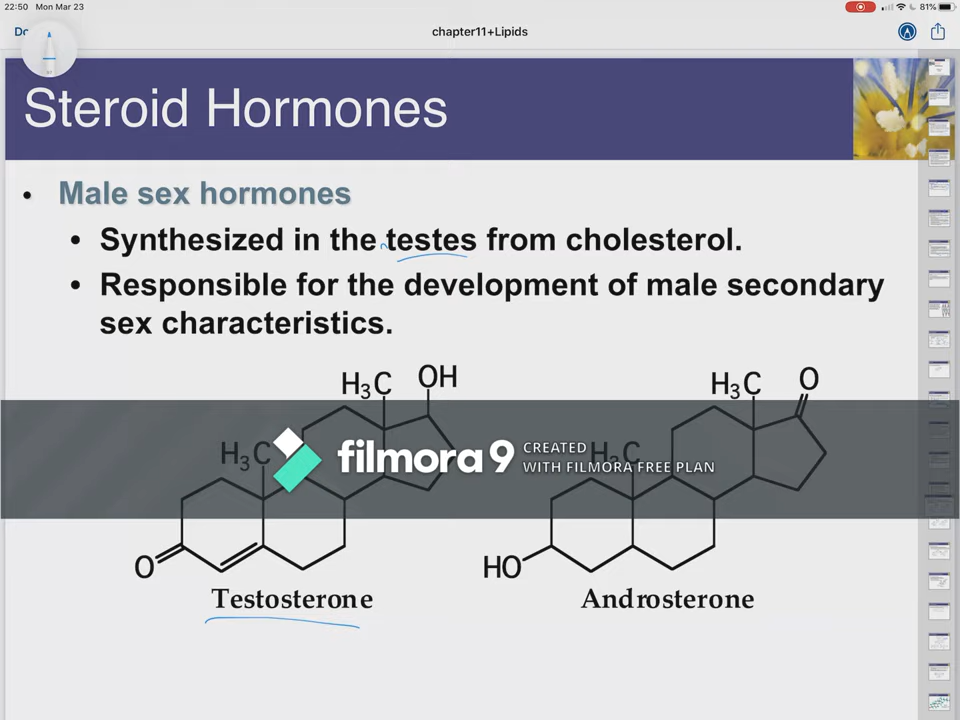 22:50 Mon Mar 23
81%
Do
chapter11+Lipids
Steroid Hormones
• Male sex hormones
• Synthesized in the testes from cholesterol.
• Responsible for the development of male secondary
sex characteristics.
H₃C OH
H₃C O
H₃C
filmora 9 CREATED
WITH FILMORA FREE PLAN
H₃C
O
HO
Testosterone
Androsterone